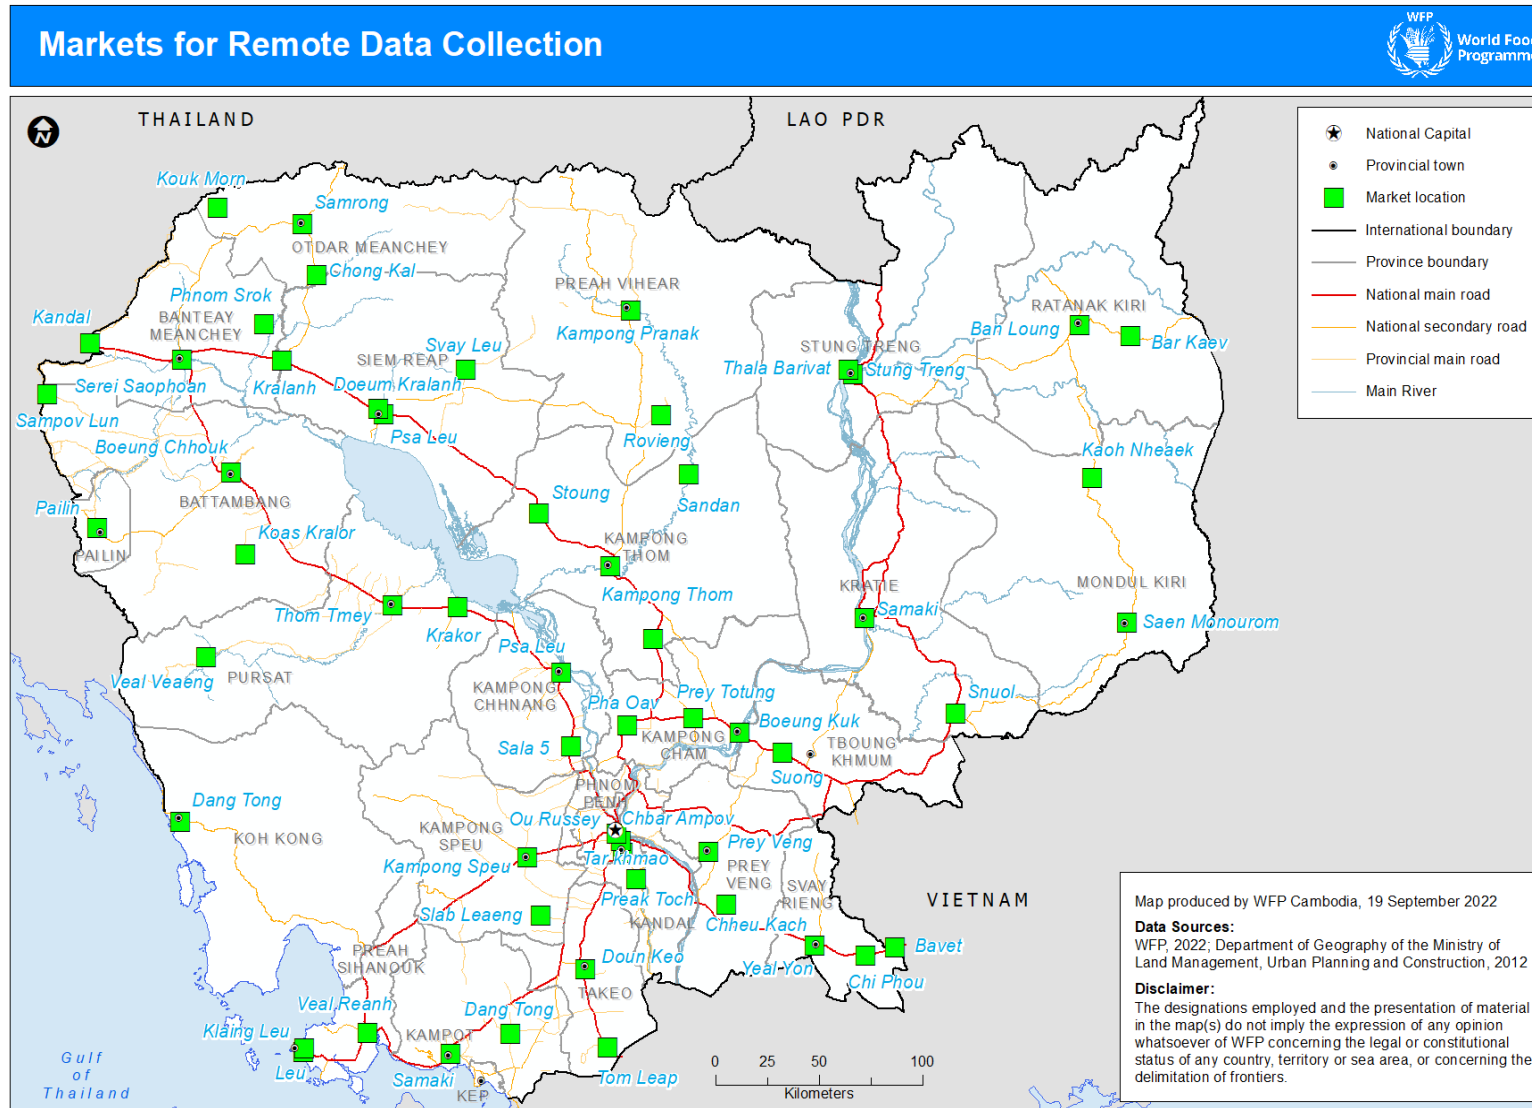 Markets for Remote Data Collection
WFP
World Foo
Programme
THAILAND
LAO PDR
N
National Capital
Provincial town
Market location
International boundary
Province boundary
National main road
National secondary road
Provincial main road
Main River
Kouk Morn
Samrong
OTDAR MEANCHEY
Chong Kal
PREAH VIHEAR
Phnom Srok
BANTEAY
MEANCHEY
Kandal
Kampong Pranak
RATANAK KIRI
Ban Loung
Bar Kaev
Svay Leu
SIEM REAP
STUNG TRENG
Thala Barivat
Stung Treng
Serei Saophoan
Kralanh
Doeum Kralanh
Sampov Lun
Psa Leu
Rovieng
Boeung Chhouk
Kaoh Nheaek
BATTAMBANG
Stoung
Sandan
Pailin
PAILIN
Koas Kralor
KAMPONG
THOM
KRATIE
MONDUL KIRI
Kampong Thom
Thom Tmey
Krakor
Samaki
Saen Monourom
Psa Leu
Veal Veaeng
PURSAT
KAMPONG
CHHNANG
Pha Oav
Prey Totung
Boeung Kuk
Snuol
Sala 5
KAMPONG
CHAM
TBOUNG
KHMUM
Suong
PHNOM
PENH
Dang Tong
KOH KONG
KAMPONG
SPEU
Ou Russey
Chbar Ampov
Kampong Speu
Tar khmao
Prey Veng
PREY
VENG
SVAY
RIENG
Preak Toch
Slab Leaeng
KANDAL
Chheu Kach
VIETNAM
PREAH
SIHANOUK
Doun Keo
Yeal Yon
Bavet
Chi Phou
TAKEO
Veal Reanh
Dang Tong
Klaing Leu
KAMPOT
Leu
Samaki
Tom Leap
KEP
Gulf
of
Thailand
0 25 50 100
Kilometers
Map produced by WFP Cambodia, 19 September 2022
Data Sources:
WFP, 2022; Department of Geography of the Ministry of
Land Management, Urban Planning and Construction, 2012
Disclaimer:
The designations employed and the presentation of material
in the map(s) do not imply the expression of any opinion
whatsoever of WFP concerning the legal or constitutional
status of any country, territory or sea area, or concerning the
delimitation of frontiers.